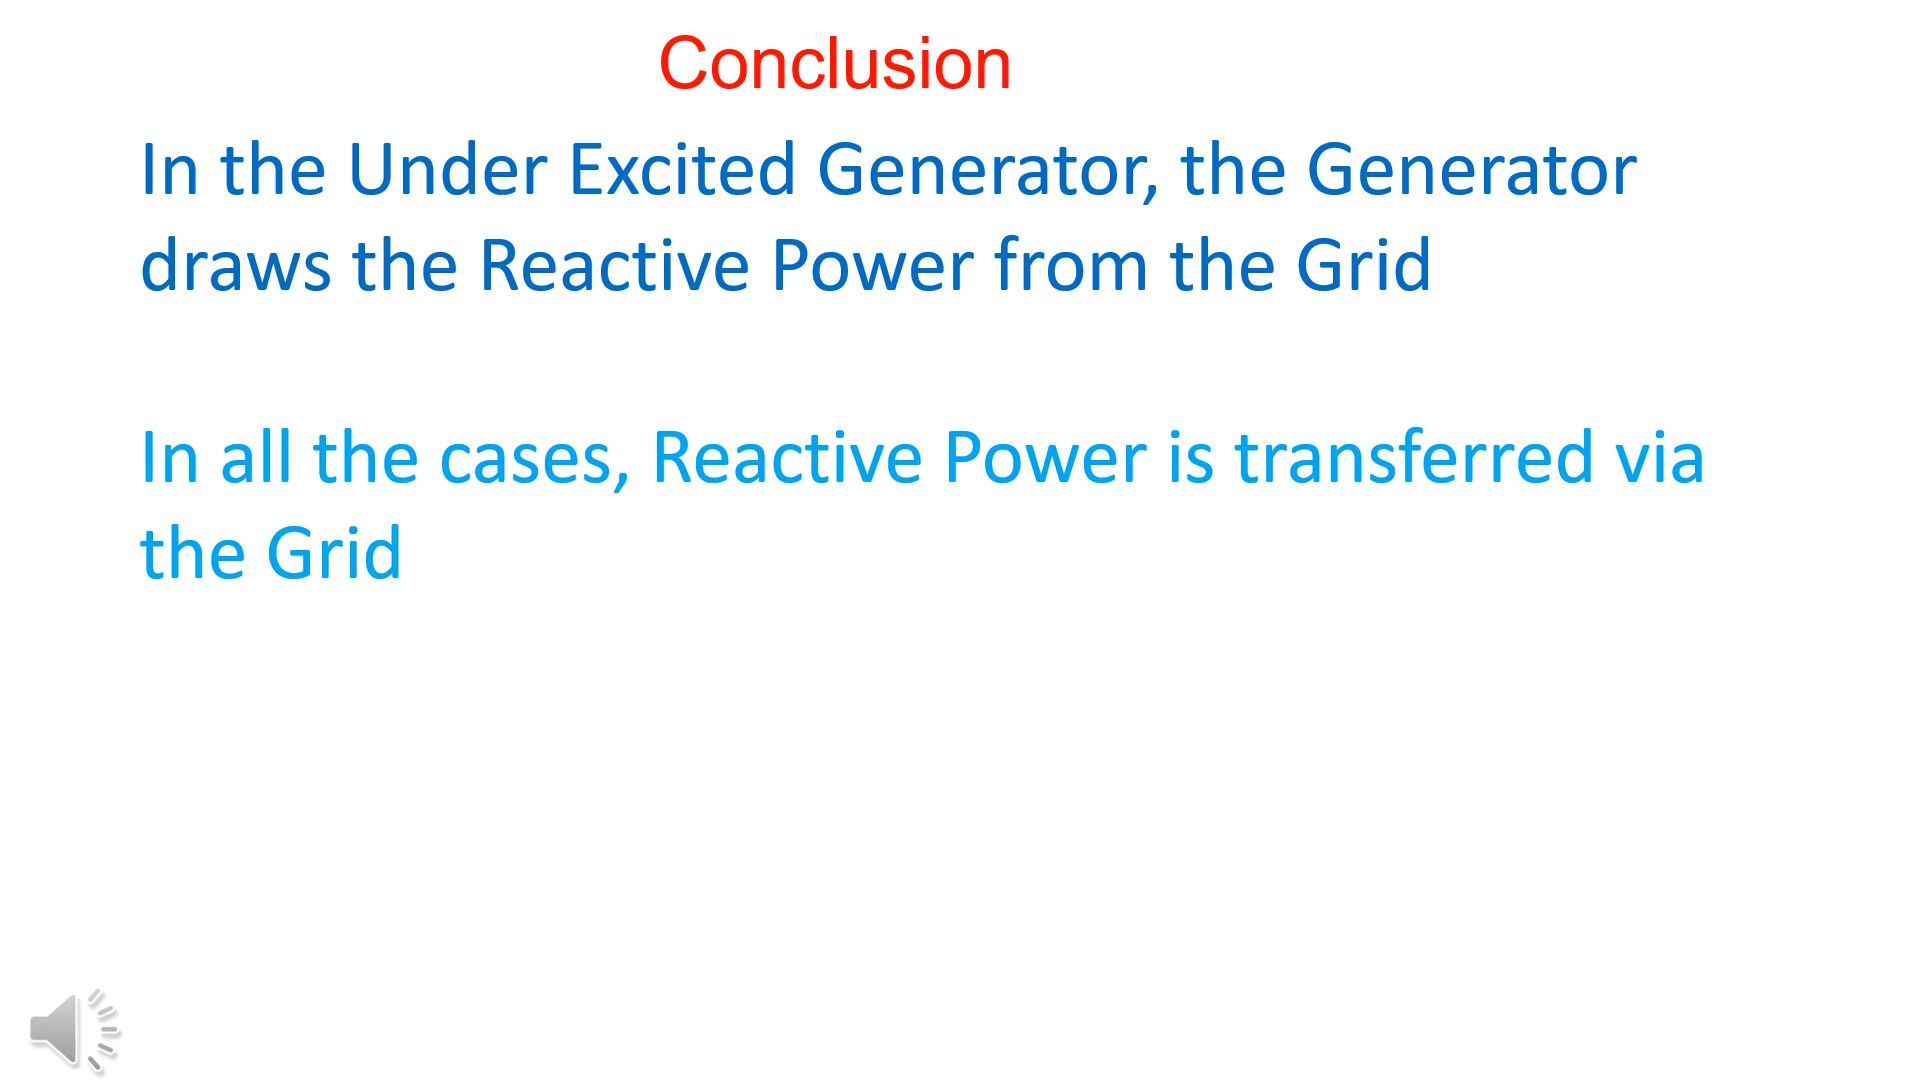 Conclusion
In the Under Excited Generator, the Generator
draws the Reactive Power from the Grid
In all the cases, Reactive Power is transferred via
the Grid